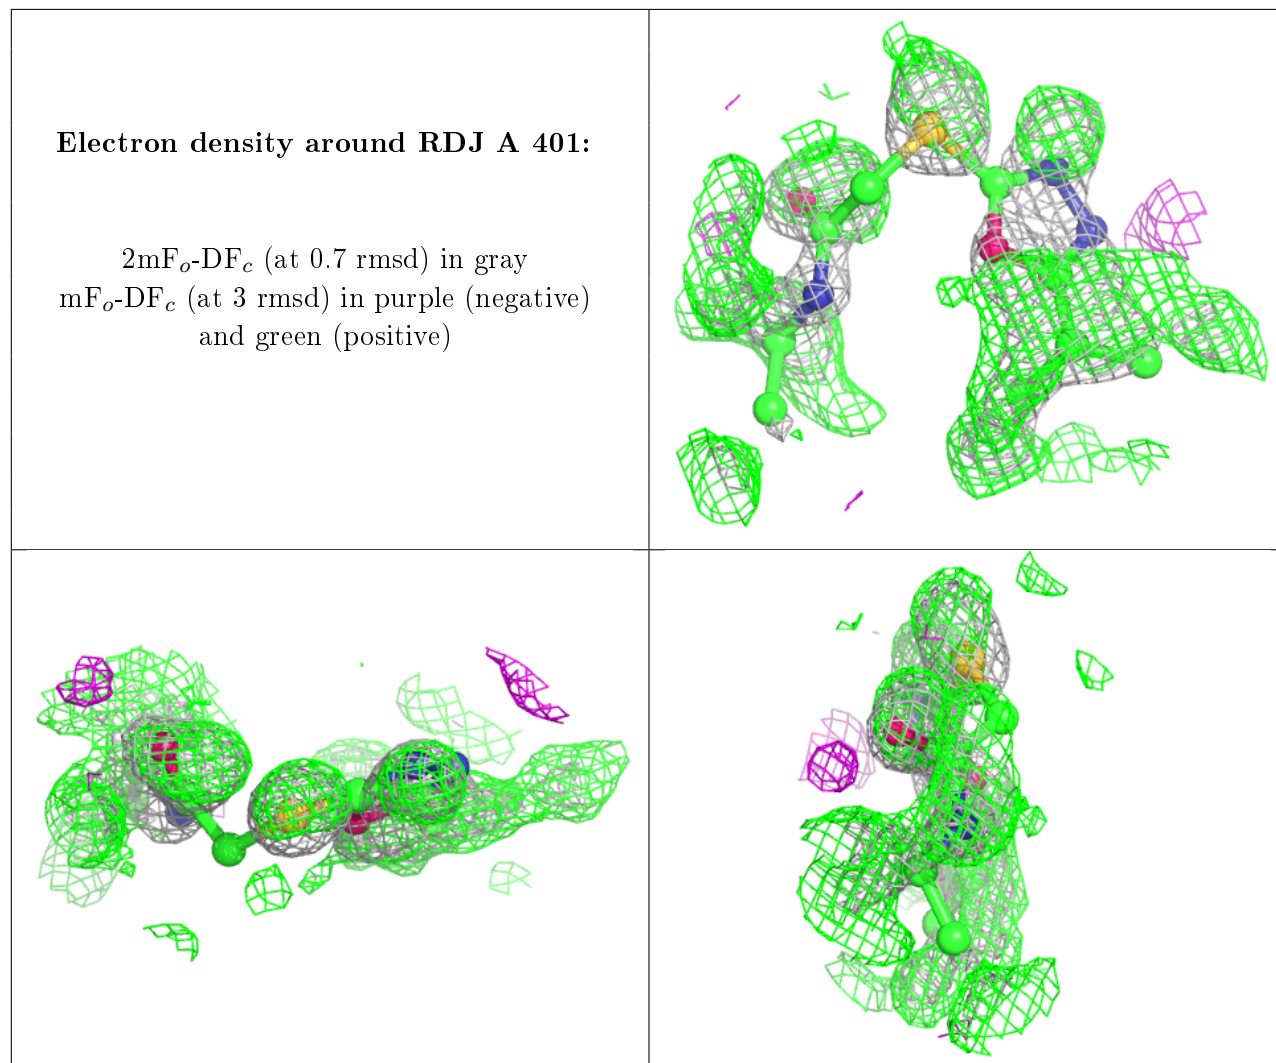 Electron density around RDJ A 401:
2mFo-DFc (at 0.7 rmsd) in gray
mFo-DFc (at 3 rmsd) in purple (negative)
and green (positive)